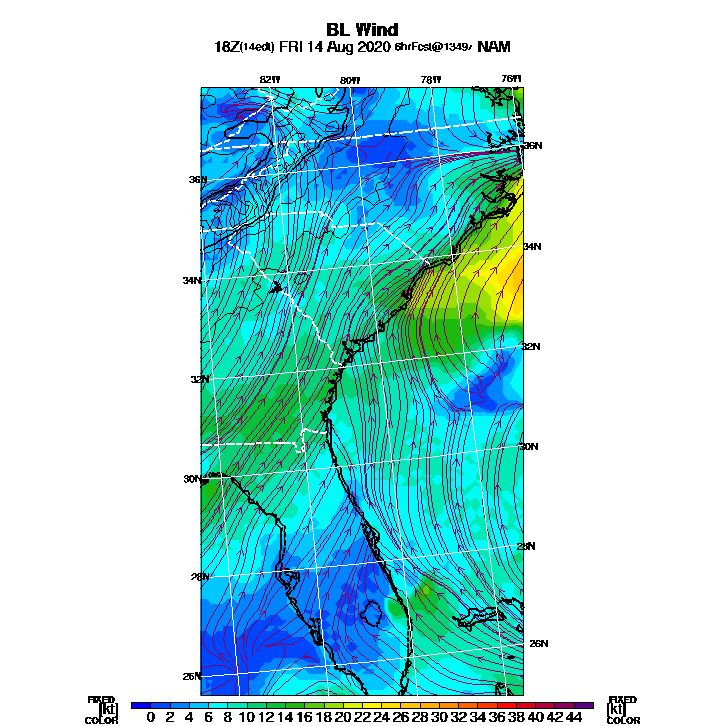 BL Wind
18Z(14edt) FRI 14 Aug 2020 6hrFcst@1349z NAM
82W 80W 78W 76W
36N
36N
34N
34N
32N
32N
30N
30N
28N
28N
26N
26N
FIXED FIXED
[kt] 0 2 4 6 8 10 12 14 16 18 20 22 24 26 28 30 32 34 36 38 40 42 44 [kt]
COLOR COLOR